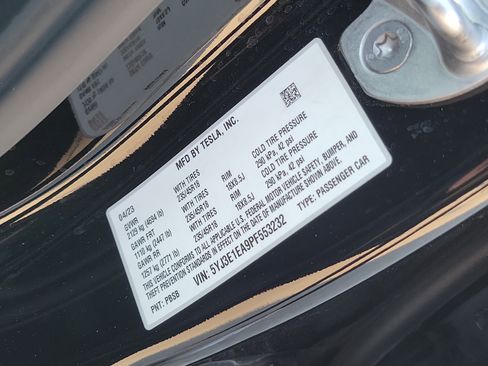 MFD BY TESLA, INC.
04/23
GVWR WITH TIRES RIM COLD TIRE PRESSURE
2129 kg (4694 lb) 235/45R18 18X8.5J 290 kPa, 42 psi
GAWR FRT WITH TIRES RIM COLD TIRE PRESSURE
1110 kg (2447 lb) 235/45R18 18X8.5J 290 kPa, 42 psi
GAWR RR
1257 kg (2771 lb)
THIS VEHICLE CONFORMS TO ALL APPLICABLE U.S. FEDERAL MOTOR VEHICLE SAFETY, BUMPER, AND
THEFT PREVENTION STANDARDS IN EFFECT ON THE DATE OF MANUFACTURE SHOWN ABOVE.
VIN: 5YJ3E1EA9PF553232 TYPE: PASSENGER CAR
PNT: PBSB